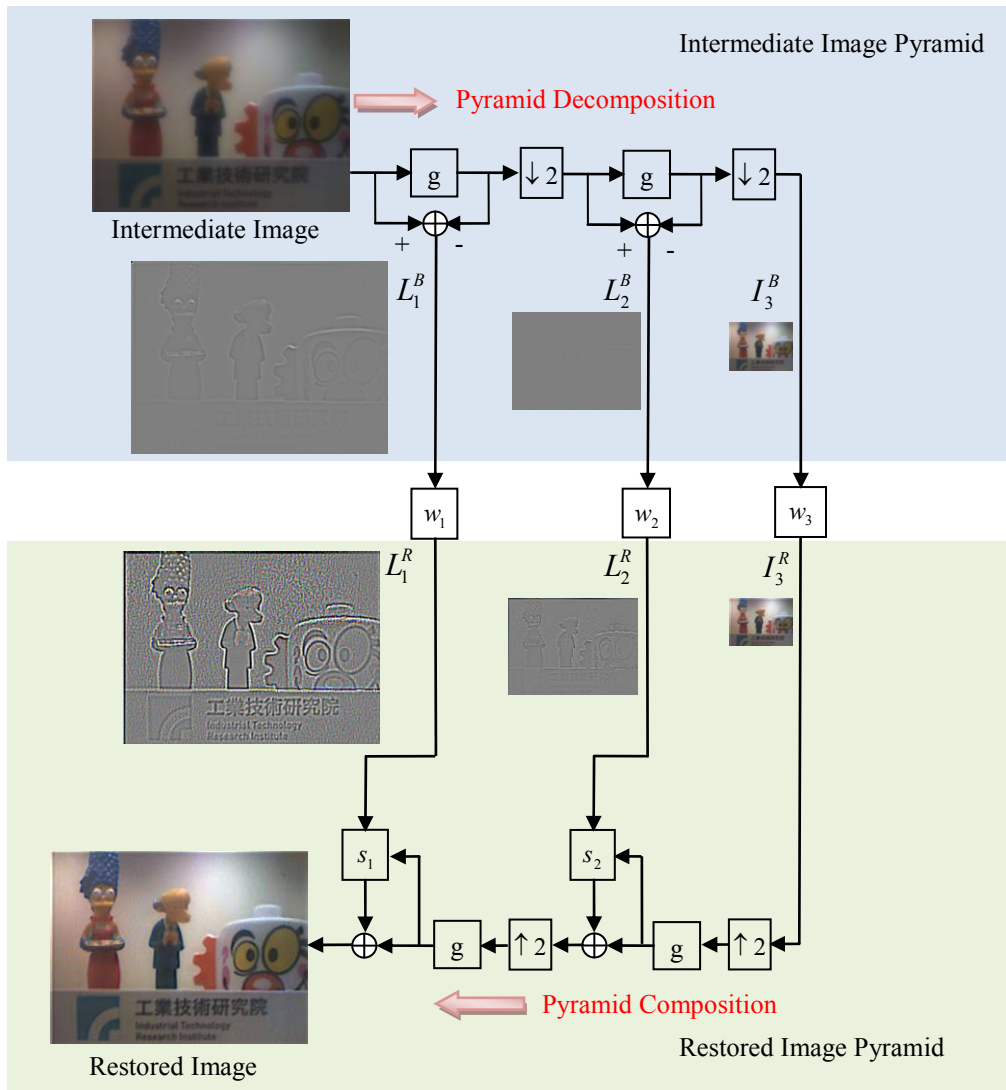 Intermediate Image Pyramid
Pyramid Decomposition
工業技術研究院
Industrial Technology
Research Institute
g
↓ 2
g
↓ 2
Intermediate Image
+
-
+
-
L_1^B
L_2^B
I_3^B
w_1
w_2
w_3
L_1^R
L_2^R
I_3^R
工業技術研究院
Industrial Technology
Research Institute
s_1
s_2
g
↑ 2
g
↑ 2
工業技術研究院
Industrial Technology
Research Institute
Pyramid Composition
Restored Image
Restored Image Pyramid